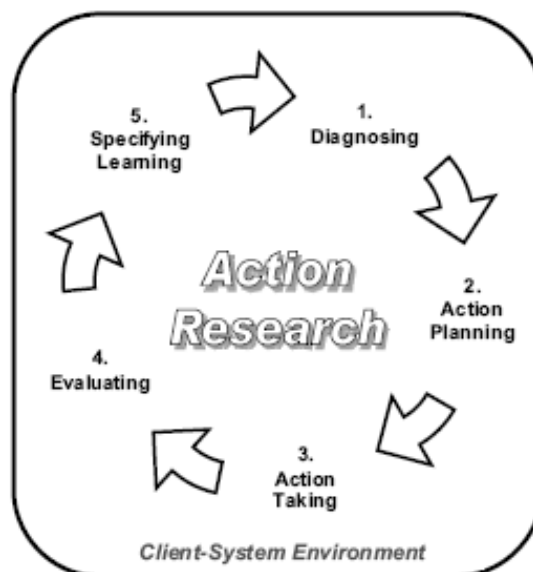 1.
Diagnosing
2.
Action
Planning
3.
Action
Taking
4.
Evaluating
5.
Specifying
Learning
Action
Research
Client-System Environment